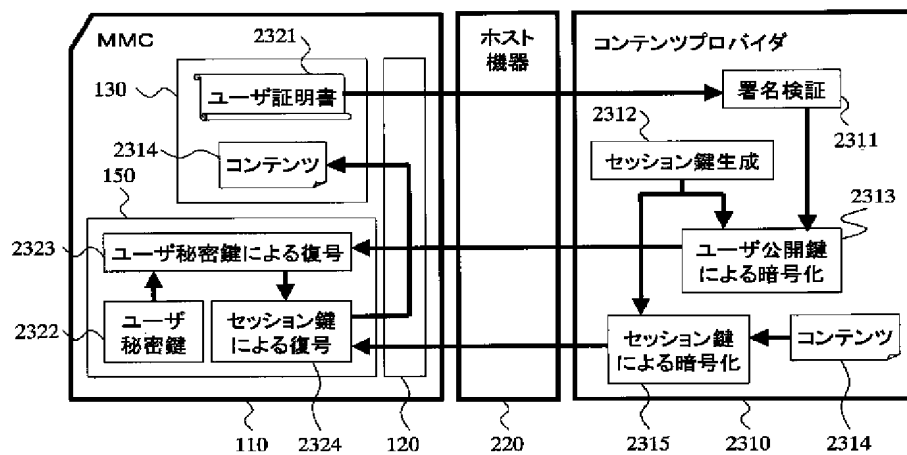 MMC
2321
130
ユーザ証明書
2314
コンテンツ
150
2323
ユーザ秘密鍵による復号
2322
ユーザ
秘密鍵
セッション鍵
による復号
110
2324
120
ホスト
機器
220
コンテンツプロバイダ
署名検証
2312
2311
セッション鍵生成
2313
ユーザ公開鍵
による暗号化
セッション鍵
による暗号化
コンテンツ
2315
2310
2314